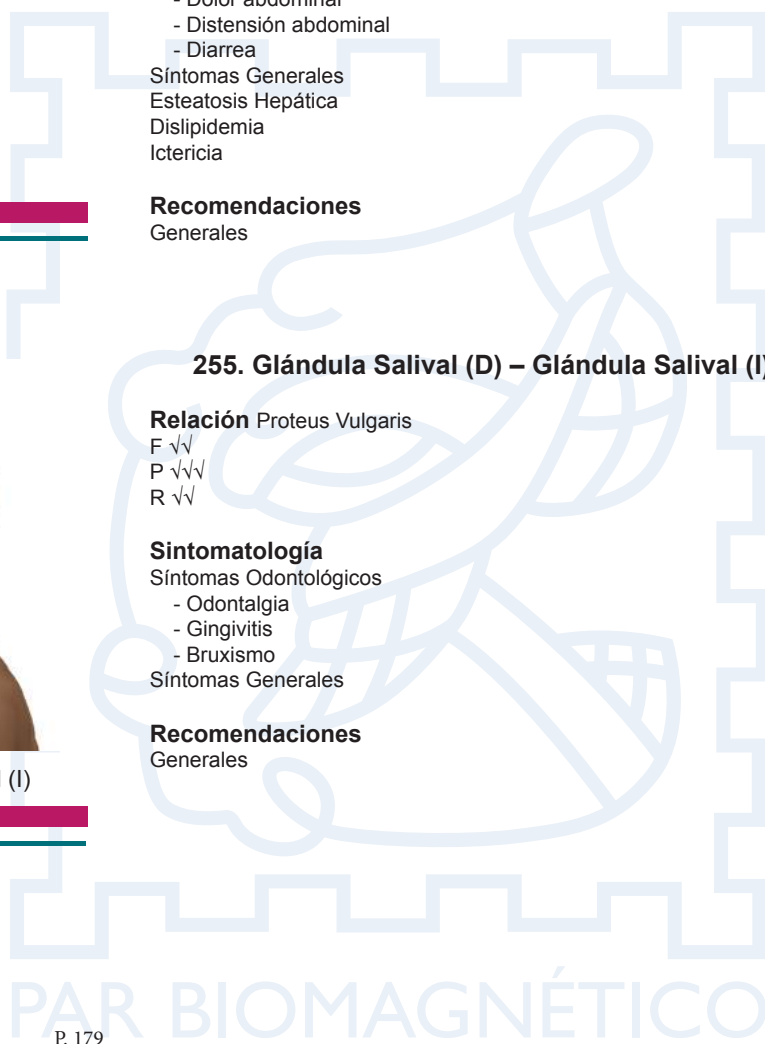 - Dolor abdominal
- Distensión abdominal
- Diarrea
Síntomas Generales
Esteatosis Hepática
Dislipidemia
Ictericia
Recomendaciones
Generales
255. Glándula Salival (D) – Glándula Salival (I)
Relación Proteus Vulgaris
F √√
P √√√
R √√
Sintomatología
Síntomas Odontológicos
- Odontalgia
- Gingivitis
- Bruxismo
Síntomas Generales
Recomendaciones
Generales
(I)
PAR BIOMAGNÉTICO
P. 179